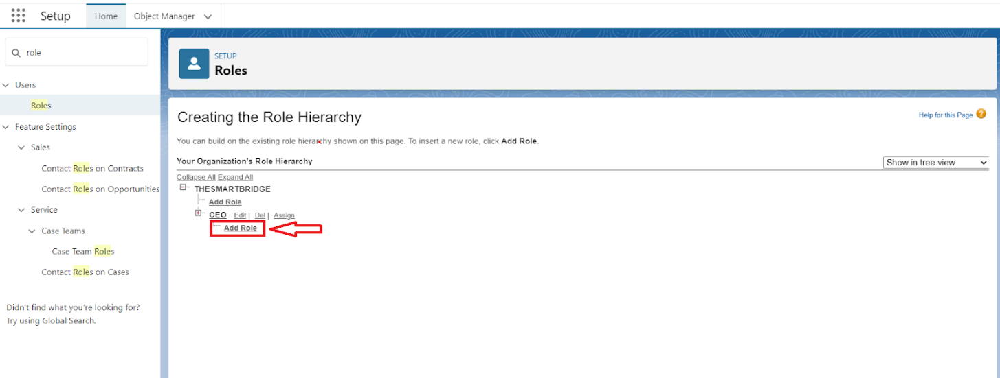 Setup Home Object Manager
role
Users
Roles
Feature Settings
Sales
Contact Roles on Contracts
Contact Roles on Opportunities
Service
Case Teams
Case Team Roles
Contact Roles on Cases
Didn't find what you're looking for?
Try using Global Search.
SETUP
Roles
Creating the Role Hierarchy
Help for this Page ?
You can build on the existing role hierarchy shown on this page. To insert a new role, click Add Role.
Your Organization's Role Hierarchy
Show in tree view
Collapse All Expand All
THESMARTBRIDGE
Add Role
CEO Edit | Del | Assign
Add Role